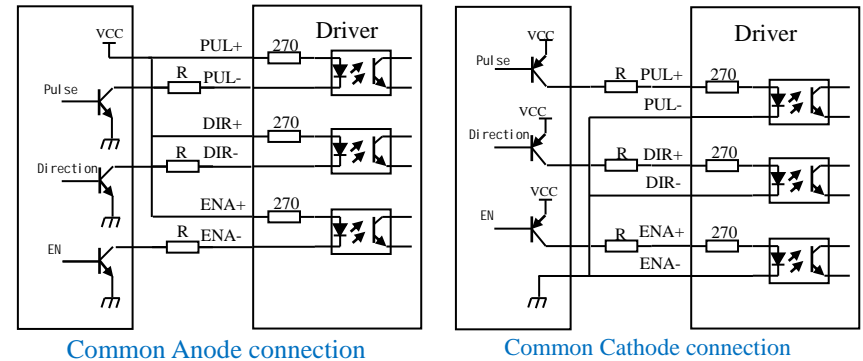 VCC
PUL+
270
Driver
R
PUL-
Pulse
DIR+
270
Direction
R
DIR-
ENA+
270
R
ENA-
EN
Common Anode connection
VCC
Driver
Pulse
R
PUL+
270
PUL-
VCC
Direction
R
DIR+
270
DIR-
VCC
EN
R
ENA+
270
ENA-
Common Cathode connection